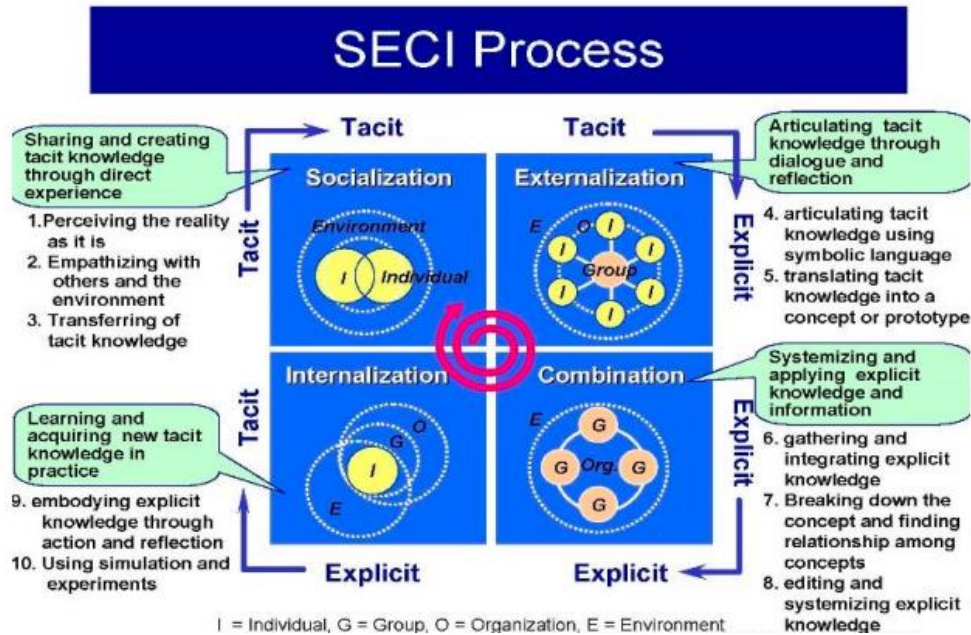 SECI Process
Tacit
Tacit
Sharing and creating
tacit knowledge
through direct
experience
1.Perceiving the reality
as it is
2. Empathizing with
others and the
environment
3. Transferring of
tacit knowledge
Tacit
Socialization
Environment
I
Individual
Externalization
E
O
I
I
I
Group
I
I
I
Explicit
Articulating tacit
knowledge through
dialogue and
reflection
4. articulating tacit
knowledge using
symbolic language
5. translating tacit
knowledge into a
concept or prototype
Learning and
acquiring new tacit
knowledge in
practice
9. embodying explicit
knowledge through
action and reflection
10. Using simulation and
experiments
Tacit
Internalization
O
G
I
E
Combination
E
G
G
Org.
G
G
Explicit
Systemizing and
applying explicit
knowledge and
information
6. gathering and
integrating explicit
knowledge
7. Breaking down the
concept and finding
relationship among
concepts
8. editing and
systemizing explicit
knowledge
Explicit
Explicit
I = Individual, G = Group, O = Organization, E = Environment